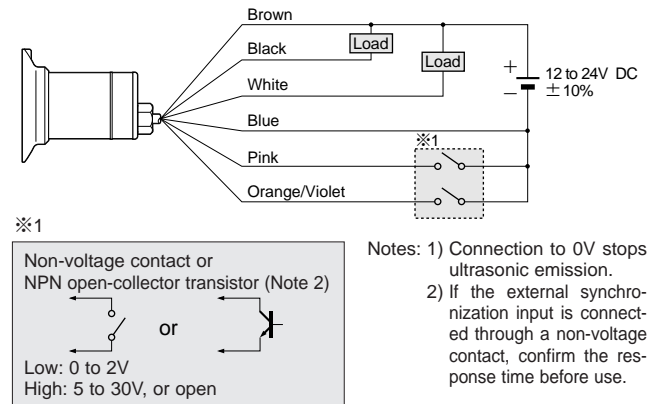 Brown
Black
Load
Load
White
+
12 to 24V DC
−
±10%
Blue
※1
Pink
Orange/Violet
※1
Non-voltage contact or
NPN open-collector transistor (Note 2)
or
Low: 0 to 2V
High: 5 to 30V, or open
Notes: 1) Connection to 0V stops
ultrasonic emission.
2) If the external synchro-
nization input is connect-
ed through a non-voltage
contact, confirm the res-
ponse time before use.